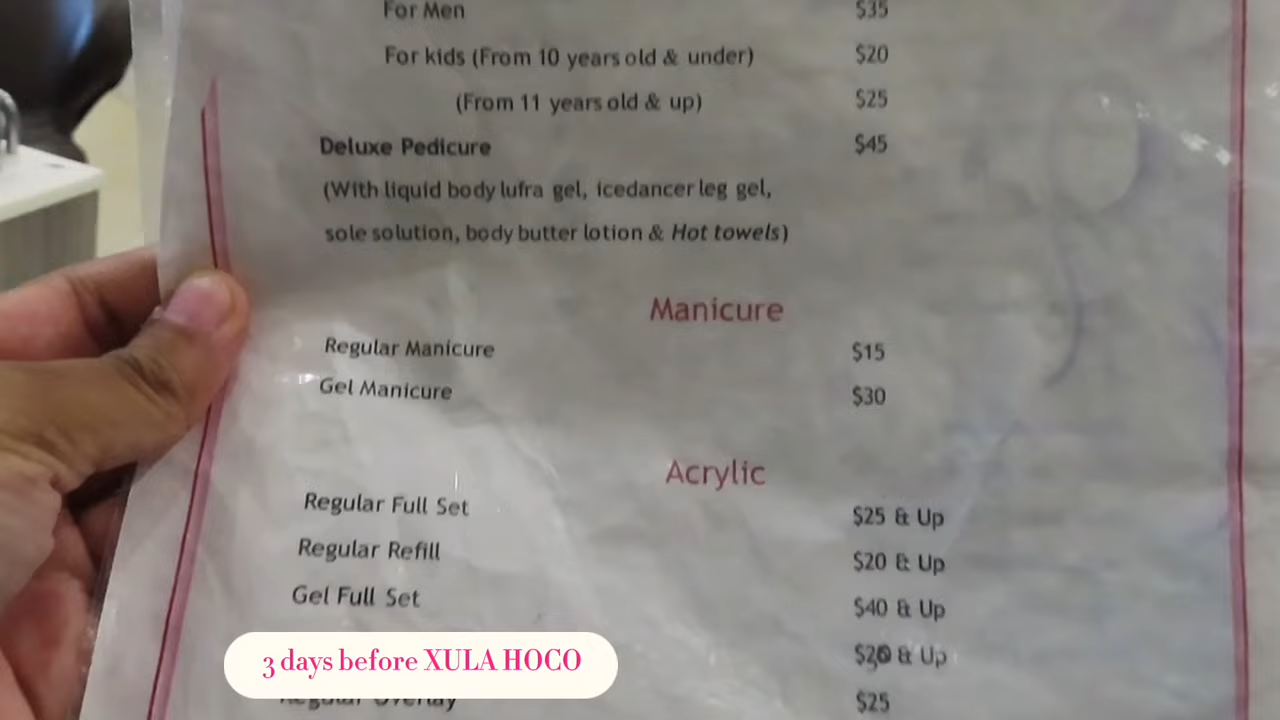 For Men $35
For kids (From 10 years old & under) $20
(From 11 years old & up) $25
Deluxe Pedicure $45
(With liquid body lufra gel, icedancer leg gel,
sole solution, body butter lotion & Hot towels)
Manicure
Regular Manicure $15
Gel Manicure $30
Acrylic
Regular Full Set $25 & Up
Regular Refill $20 & Up
Gel Full Set $40 & Up
& Up
3 days before XULA HOCO
Regular Overlay $25